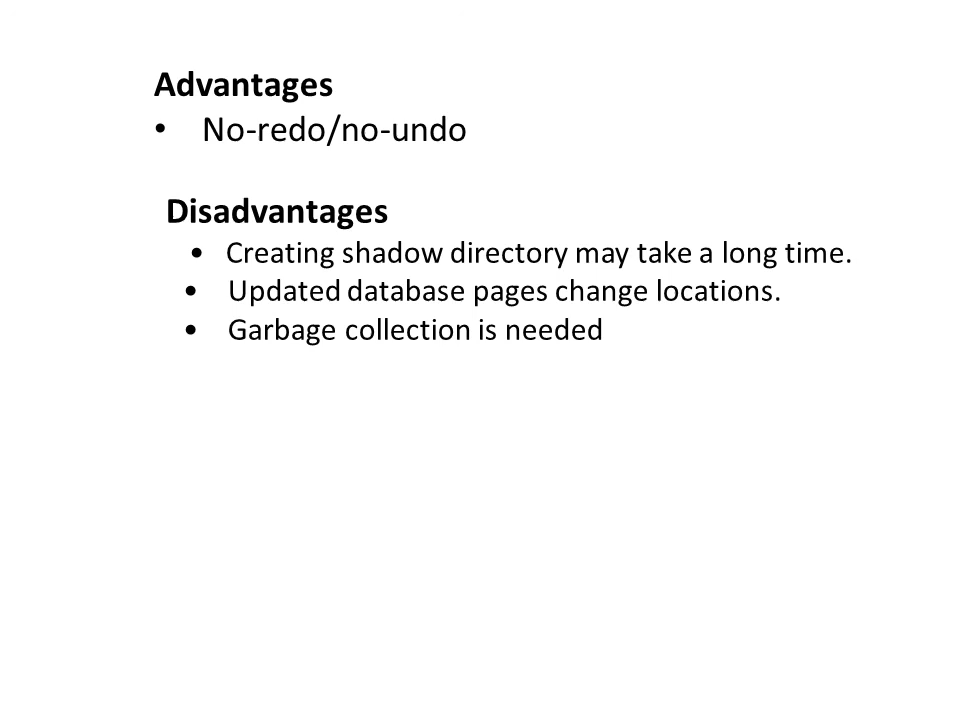 Advantages
• No-redo/no-undo
Disadvantages
• Creating shadow directory may take a long time.
• Updated database pages change locations.
• Garbage collection is needed